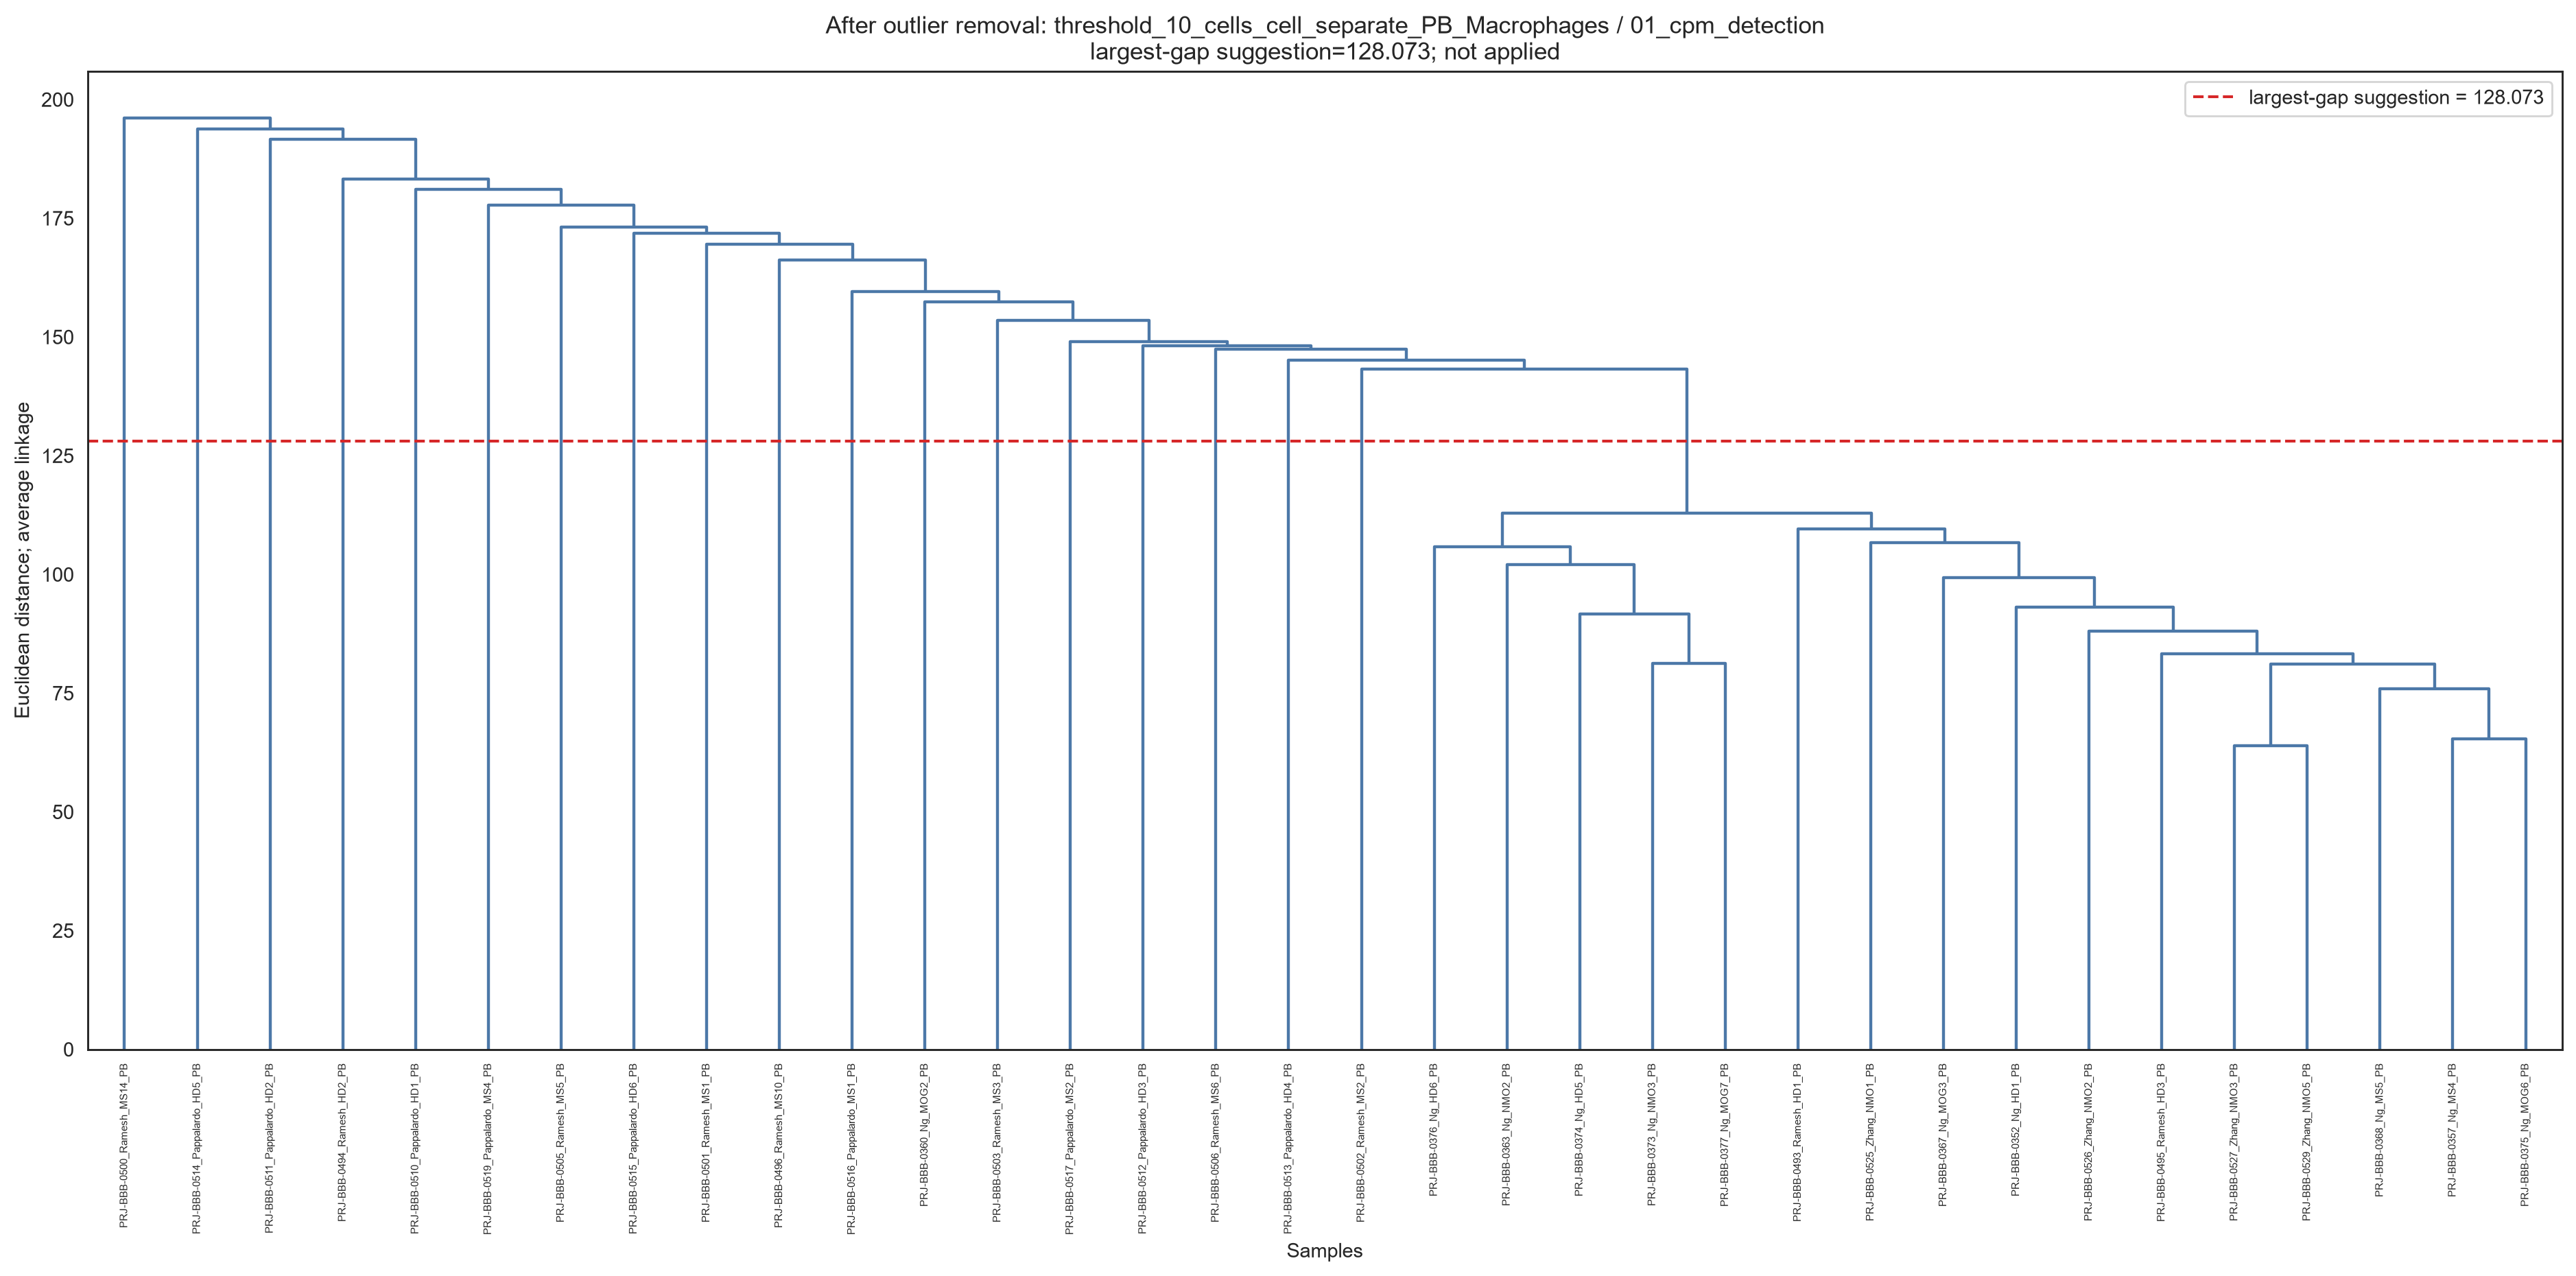 After outlier removal: threshold_10_cells_cell_separate_PB_Macrophages / 01_cpm_detection
largest-gap suggestion=128.073; not applied
largest-gap suggestion = 128.073
Euclidean distance; average linkage
200
175
150
125
100
75
50
25
0
PRJ-BBB-0500_Ramesh_MS14_PB
PRJ-BBB-0514_Pappalardo_HD5_PB
PRJ-BBB-0511_Pappalardo_HD2_PB
PRJ-BBB-0494_Ramesh_HD2_PB
PRJ-BBB-0510_Pappalardo_HD1_PB
PRJ-BBB-0519_Pappalardo_MS4_PB
PRJ-BBB-0505_Ramesh_MS5_PB
PRJ-BBB-0515_Pappalardo_HD6_PB
PRJ-BBB-0501_Ramesh_MS1_PB
PRJ-BBB-0496_Ramesh_MS10_PB
PRJ-BBB-0516_Pappalardo_MS1_PB
PRJ-BBB-0360_Ng_MOG2_PB
PRJ-BBB-0503_Ramesh_MS3_PB
PRJ-BBB-0517_Pappalardo_MS2_PB
PRJ-BBB-0512_Pappalardo_HD3_PB
PRJ-BBB-0506_Ramesh_MS6_PB
PRJ-BBB-0513_Pappalardo_HD4_PB
PRJ-BBB-0502_Ramesh_MS2_PB
PRJ-BBB-0376_Ng_HD6_PB
PRJ-BBB-0363_Ng_NMO2_PB
PRJ-BBB-0374_Ng_HD5_PB
PRJ-BBB-0373_Ng_NMO3_PB
PRJ-BBB-0377_Ng_MOG7_PB
PRJ-BBB-0493_Ramesh_HD1_PB
PRJ-BBB-0525_Zhang_NMO1_PB
PRJ-BBB-0367_Ng_MOG3_PB
PRJ-BBB-0352_Ng_HD1_PB
PRJ-BBB-0526_Zhang_NMO2_PB
PRJ-BBB-0495_Ramesh_HD3_PB
PRJ-BBB-0527_Zhang_NMO3_PB
PRJ-BBB-0529_Zhang_NMO5_PB
PRJ-BBB-0368_Ng_MS5_PB
PRJ-BBB-0357_Ng_MS4_PB
PRJ-BBB-0375_Ng_MOG6_PB
Samples